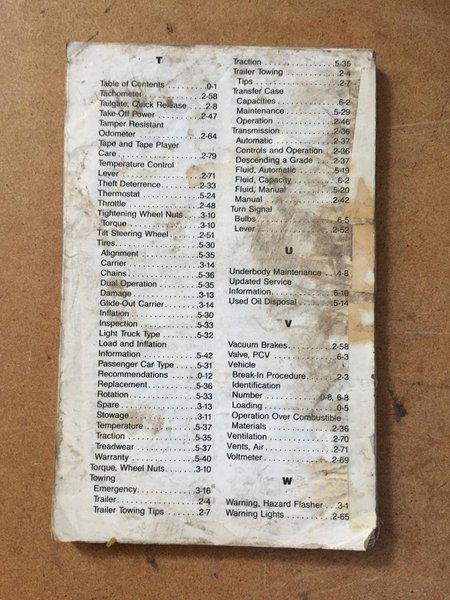 T
Table of Contents . . . . . . . . . .0-1
Tachometer. . . . . . . . . . . . . .2-58
Tailgate, Quick Release . . . .2-8
Take-Off Power . . . . . . . . . .2-47
Tamper Resistant
Odometer . . . . . . . . . . . . . .2-64
Tape and Tape Player
Care. . . . . . . . . . . . . . . . . . .2-79
Temperature Control
Lever . . . . . . . . . . . . . . . . . .2-71
Theft Deterrence. . . . . . . . . .2-33
Thermostat. . . . . . . . . . . . . .5-24
Throttle . . . . . . . . . . . . . . . . .2-48
Tightening Wheel Nuts . . . .3-10
Torque. . . . . . . . . . . . . . . . .3-10
Tilt Steering Wheel . . . . . . .2-51
Tires. . . . . . . . . . . . . . . . . . . .5-30
Alignment . . . . . . . . . . . . . .5-35
Carrier. . . . . . . . . . . . . . . . .3-14
Chains . . . . . . . . . . . . . . . . .5-36
Dual Operation . . . . . . . . .5-35
Damage . . . . . . . . . . . . . . .3-13
Glide-Out Carrier. . . . . . . .3-14
Inflation . . . . . . . . . . . . . . . .5-30
Inspection . . . . . . . . . . . . .5-33
Light Truck Type . . . . . . . .5-32
Load and Inflation
Information . . . . . . . . . . . . .5-42
Passenger Car Type . . . . .5-31
Recommendations . . . . . .0-12
Replacement. . . . . . . . . . . .5-36
Rotation. . . . . . . . . . . . . . . .5-33
Spare . . . . . . . . . . . . . . . . . .3-13
Stowage. . . . . . . . . . . . . . . .3-11
Temperature . . . . . . . . . . . .5-37
Traction . . . . . . . . . . . . . . . .5-35
Treadwear. . . . . . . . . . . . . .5-37
Warranty . . . . . . . . . . . . . . .5-40
Torque, Wheel Nuts. . . . . . .3-10
Towing
Emergency. . . . . . . . . . . . . .3-16
Trailer. . . . . . . . . . . . . . . . . .2-4
Trailer Towing Tips . . . . . . .2-7
Traction . . . . . . . . . . . . . . . . .5-35
Trailer Towing . . . . . . . . . . . .2-4
Tips . . . . . . . . . . . . . . . . . . .2-7
Transfer Case
Capacities . . . . . . . . . . . . . .6-2
Maintenance . . . . . . . . . . . .5-29
Operation . . . . . . . . . . . . . .2-46
Transmission. . . . . . . . . . . . .2-36
Automatic . . . . . . . . . . . . . .2-37
Controls and Operation . .2-36
Descending a Grade . . . . .2-37
Fluid, Automatic . . . . . . . . .5-19
Fluid, Capacity . . . . . . . . . .6-2
Fluid, Manual . . . . . . . . . . .5-20
Manual . . . . . . . . . . . . . . . .2-42
Turn Signal
Bulbs . . . . . . . . . . . . . . . . . .6-5
Lever . . . . . . . . . . . . . . . . . .2-52
U
Underbody Maintenance . . .4-8
Updated Service
Information. . . . . . . . . . . . . .6-10
Used Oil Disposal . . . . . . . . .5-14
V
Vacuum Brakes. . . . . . . . . . .2-58
Valve, PCV . . . . . . . . . . . . . .6-3
Vehicle
Break-In Procedure. . . . . . .2-3
Identification
Number . . . . . . . . . . .0-8, 6-8
Loading . . . . . . . . . . . . . . . .0-5
Operation Over Combustible
Materials . . . . . . . . . . . . . . .2-36
Ventilation . . . . . . . . . . . . . . .2-70
Vents, Air . . . . . . . . . . . . . . . .2-71
Voltmeter . . . . . . . . . . . . . . . .2-69
W
Warning, Hazard Flasher . . .3-1
Warning Lights . . . . . . . . . . .2-65